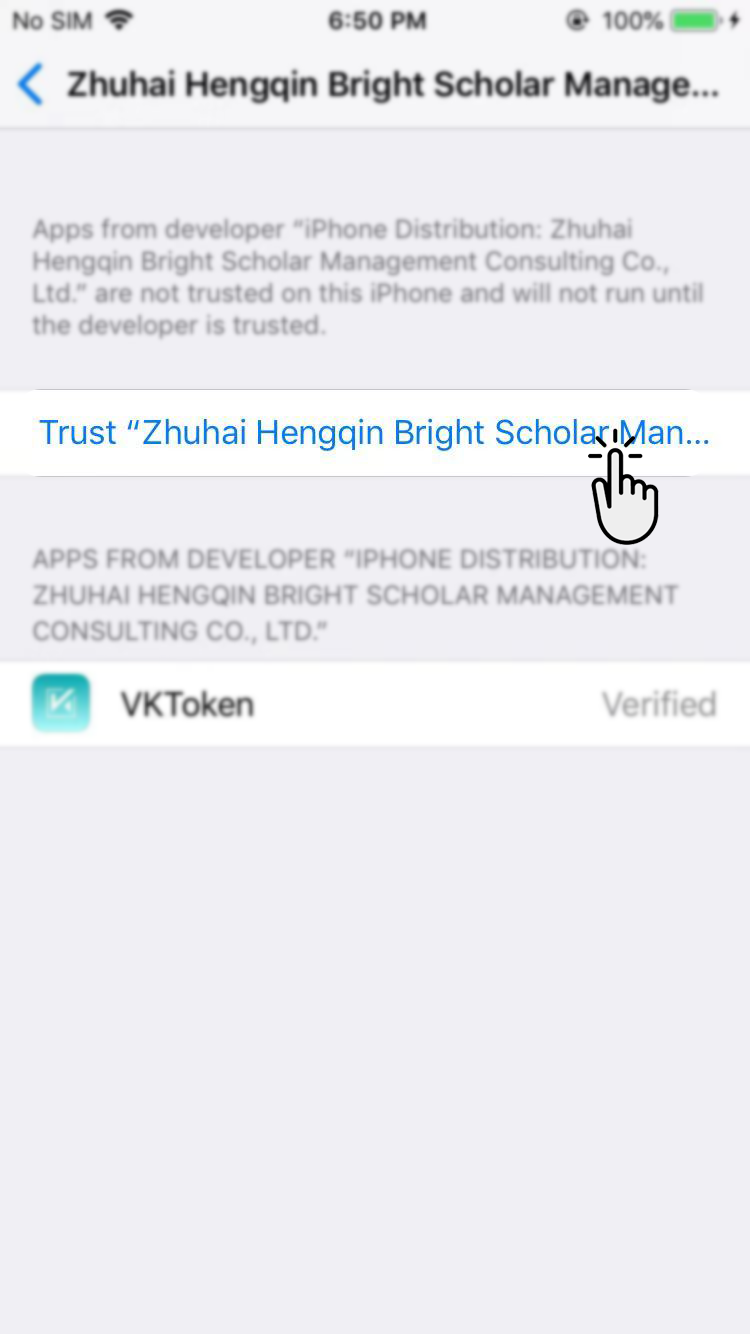 No SIM 6:50 PM 100%
Zhuhai Hengqin Bright Scholar Manage...
Apps from developer “iPhone Distribution: Zhuhai
Hengqin Bright Scholar Management Consulting Co.,
Ltd.” are not trusted on this iPhone and will not run until
the developer is trusted.
Trust “Zhuhai Hengqin Bright Scholar Man...
APPS FROM DEVELOPER “IPHONE DISTRIBUTION:
ZHUHAI HENGQIN BRIGHT SCHOLAR MANAGEMENT
CONSULTING CO., LTD.”
VKToken Verified